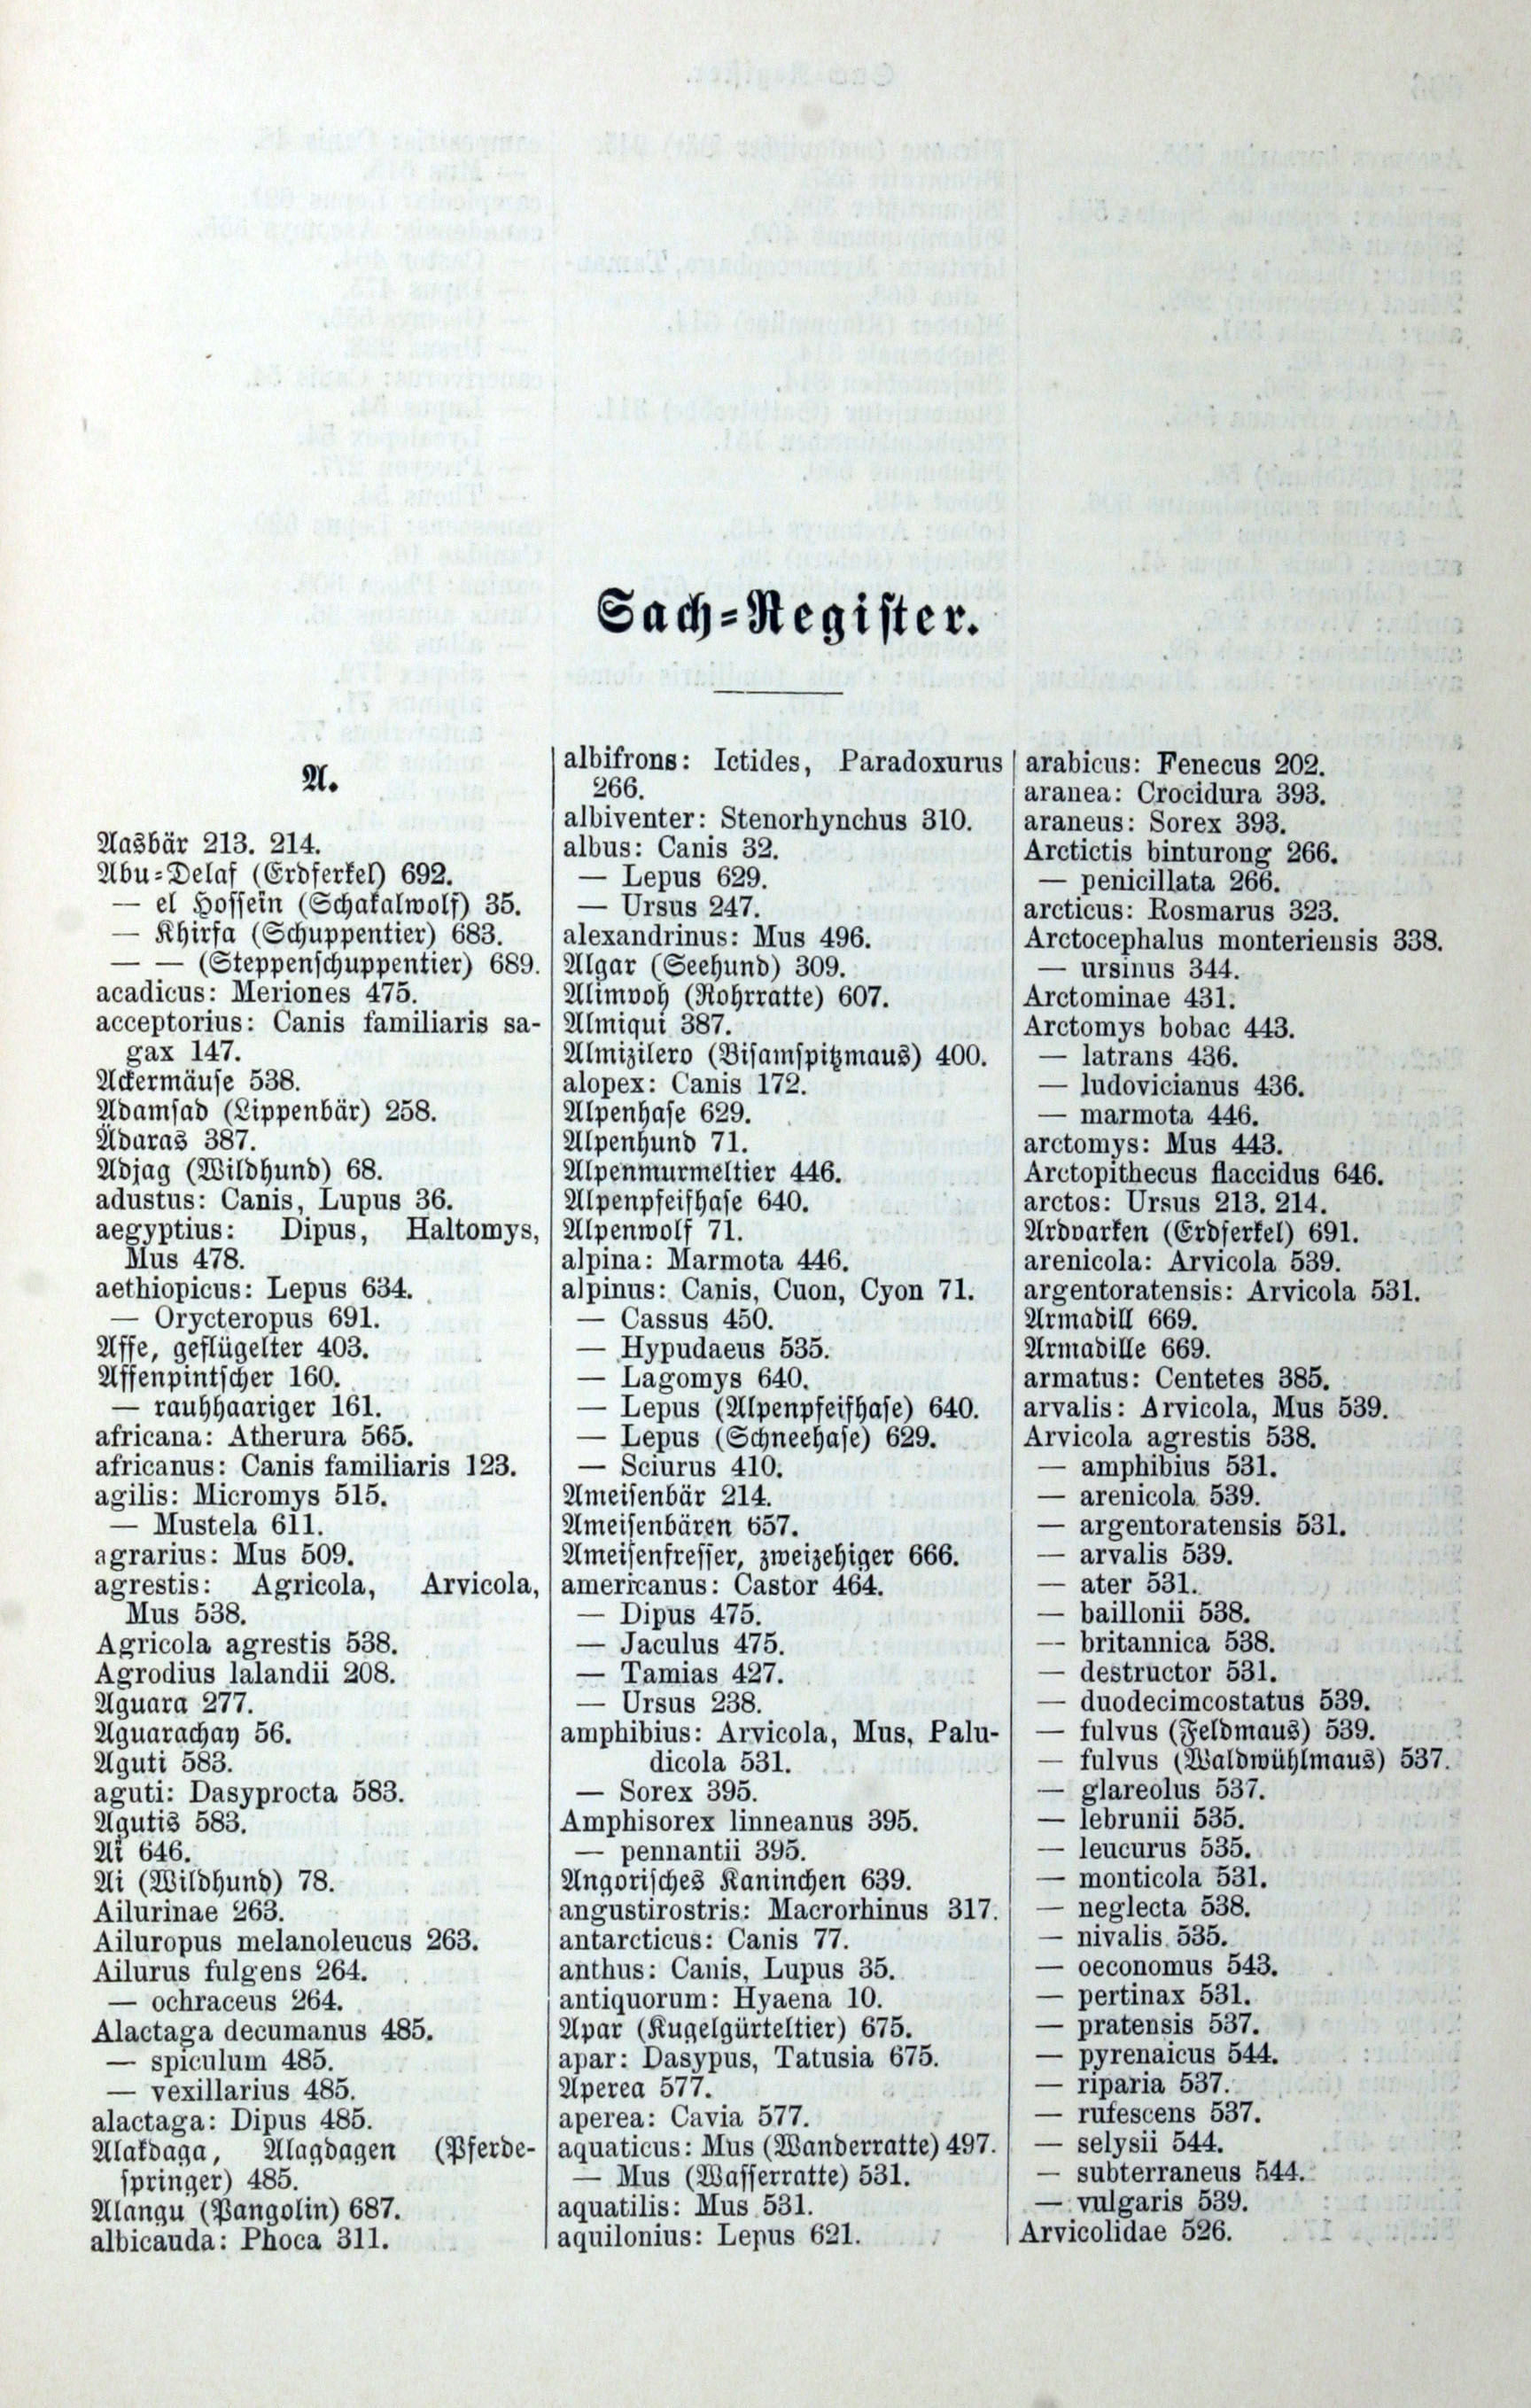 Sach-Register.
A.
Aasbär 213. 214.
Abu-Delaf (Erdferkel) 692.
— el Hossein (Schakalwolf) 35.
— Khirfa (Schuppentier) 683.
— — (Steppenschuppentier) 689.
acadicus: Meriones 475.
acceptorius: Canis familiaris sa-
gax 147.
Ackermäuse 538.
Adamsad (Lippenbär) 258.
Ädaras 387.
Adjag (Wildhund) 68.
adustus: Canis, Lupus 36.
aegyptius: Dipus, Haltomys,
Mus 478.
aethiopicus: Lepus 634.
— Orycteropus 691.
Affe, geflügelter 403.
Affenpintscher 160.
— rauhhaariger 161.
africana: Atherura 565.
africanus: Canis familiaris 123.
agilis: Micromys 515.
— Mustela 611.
agrarius: Mus 509.
agrestis: Agricola, Arvicola,
Mus 538.
Agricola agrestis 538.
Agrodius lalandii 208.
Aguara 277.
Aguarachay 56.
Aguti 583.
aguti: Dasyprocta 583.
Agutis 583.
Ai 646.
Ai (Wildhund) 78.
Ailurinae 263.
Ailuropus melanoleucus 263.
Ailurus fulgens 264.
— ochraceus 264.
Alactaga decumanus 485.
— spiculum 485.
— vexillarius 485.
alactaga: Dipus 485.
Alakdaga, Alagdagen (Pferde-
springer) 485.
Alangu (Pangolin) 687.
albicauda: Phoca 311.
albifrons: Ictides, Paradoxurus
266.
albiventer: Stenorhynchus 310.
albus: Canis 32.
— Lepus 629.
— Ursus 247.
alexandrinus: Mus 496.
Algar (Seehund) 309.
Alimvoh (Rohrratte) 607.
Almiqui 387.
Almizilero (Bisamspitzmaus) 400.
alopex: Canis 172.
Alpenhase 629.
Alpenhund 71.
Alpenmurmeltier 446.
Alpenpfeifhase 640.
Alpenwolf 71.
alpina: Marmota 446.
alpinus: Canis, Cuon, Cyon 71.
— Cassus 450.
— Hypudaeus 535.
— Lagomys 640.
— Lepus (Alpenpfeifhase) 640.
— Lepus (Schneehase) 629.
— Sciurus 410.
Ameisenbär 214.
Ameisenbären 657.
Ameisenfresser, zweizehiger 666.
americanus: Castor 464.
— Dipus 475.
— Jaculus 475.
— Tamias 427.
— Ursus 238.
amphibius: Arvicola, Mus, Palu-
dicola 531.
— Sorex 395.
Amphisorex linneanus 395.
— pennantii 395.
Angorisches Kaninchen 639.
angustirostris: Macrorhinus 317.
antarcticus: Canis 77.
anthus: Canis, Lupus 35.
antiquorum: Hyaena 10.
Apar (Kugelgürteltier) 675.
apar: Dasypus, Tatusia 675.
Aperea 577.
aperea: Cavia 577.
aquaticus: Mus (Wanderratte) 497.
— Mus (Wasserratte) 531.
aquatilis: Mus 531.
aquilonius: Lepus 621.
arabicus: Fenecus 202.
aranea: Crocidura 393.
araneus: Sorex 393.
Arctictis binturong 266.
— penicillata 266.
arcticus: Rosmarus 323.
Arctocephalus monteriensis 338.
— ursinus 344.
Arctominae 431.
Arctomys bobac 443.
— latrans 436.
— ludovicianus 436.
— marmota 446.
arctomys: Mus 443.
Arctopithecus flaccidus 646.
arctos: Ursus 213. 214.
Ardvarken (Erdferkel) 691.
arenicola: Arvicola 539.
argentoratensis: Arvicola 531.
Armadill 669.
Armadille 669.
armatus: Centetes 385.
arvalis: Arvicola, Mus 539.
Arvicola agrestis 538.
— amphibius 531.
— arenicola 539.
— argentoratensis 531.
— arvalis 539.
— ater 531.
— baillonii 538.
— britannica 538.
— destructor 531.
— duodecimcostatus 539.
— fulvus (Feldmaus) 539.
— fulvus (Waldwühlmaus) 537.
— glareolus 537.
— lebrunii 535.
— leucurus 535.
— monticola 531.
— neglecta 538.
— nivalis 535.
— oeconomus 543.
— pertinax 531.
— pratensis 537.
— pyrenaicus 544.
— riparia 537.
— rufescens 537.
— selysii 544.
— subterraneus 544.
— vulgaris 539.
Arvicolidae 526.